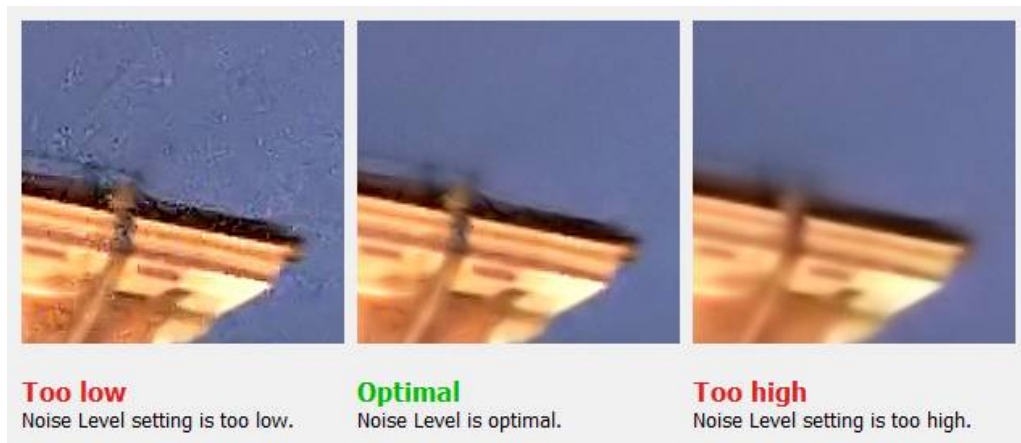 Too low
Noise Level setting is too low.
Optimal
Noise Level is optimal.
Too high
Noise Level setting is too high.